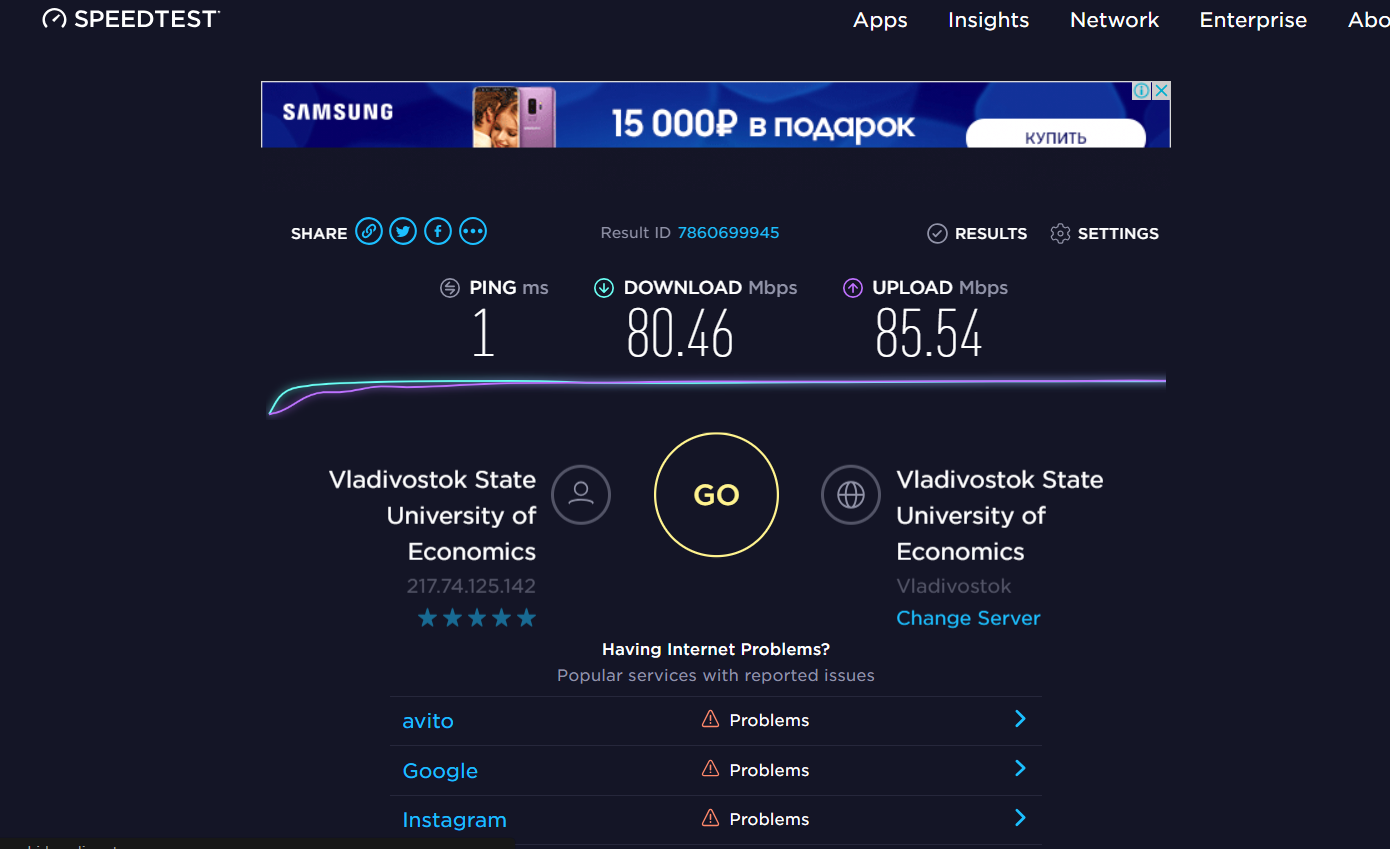 SPEEDTEST
Apps Insights Network Enterprise Abo
SAMSUNG 15 000₽ в подарок КУПИТЬ
SHARE Result ID 7860699945 RESULTS SETTINGS
PING ms DOWNLOAD Mbps UPLOAD Mbps
1 80.46 85.54
Vladivostok State
University of
Economics
217.74.125.142
GO
Vladivostok State
University of
Economics
Vladivostok
Change Server
Having Internet Problems?
Popular services with reported issues
avito Problems
Google Problems
Instagram Problems